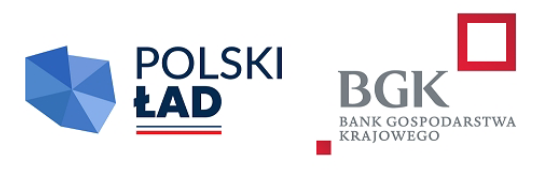 POLSKI
ŁAD
BGK
BANK GOSPODARSTWA
KRAJOWEGO